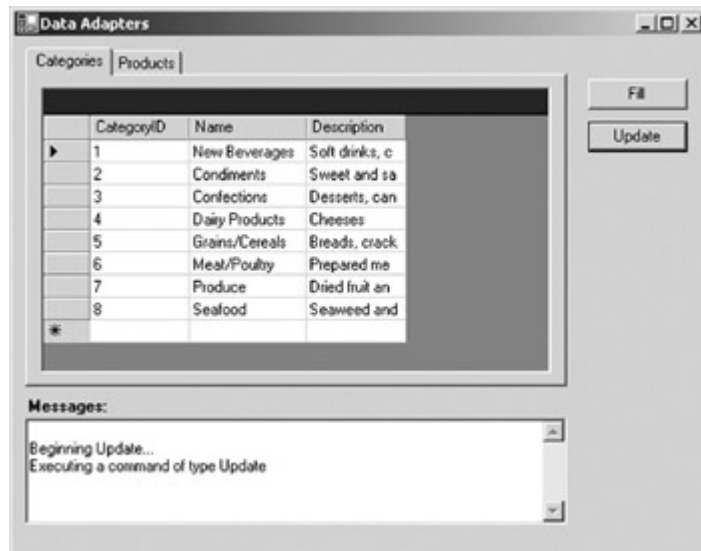 Data Adapters
Categories Products
Fill
Update
CategoryID Name Description
1 New Beverages Soft drinks, c
2 Condiments Sweet and sa
3 Confections Desserts, can
4 Dairy Products Cheeses
5 Grains/Cereals Breads, crack
6 Meat/Poultry Prepared me
7 Produce Dried fruit an
8 Seafood Seaweed and
Messages:
Beginning Update...
Executing a command of type Update